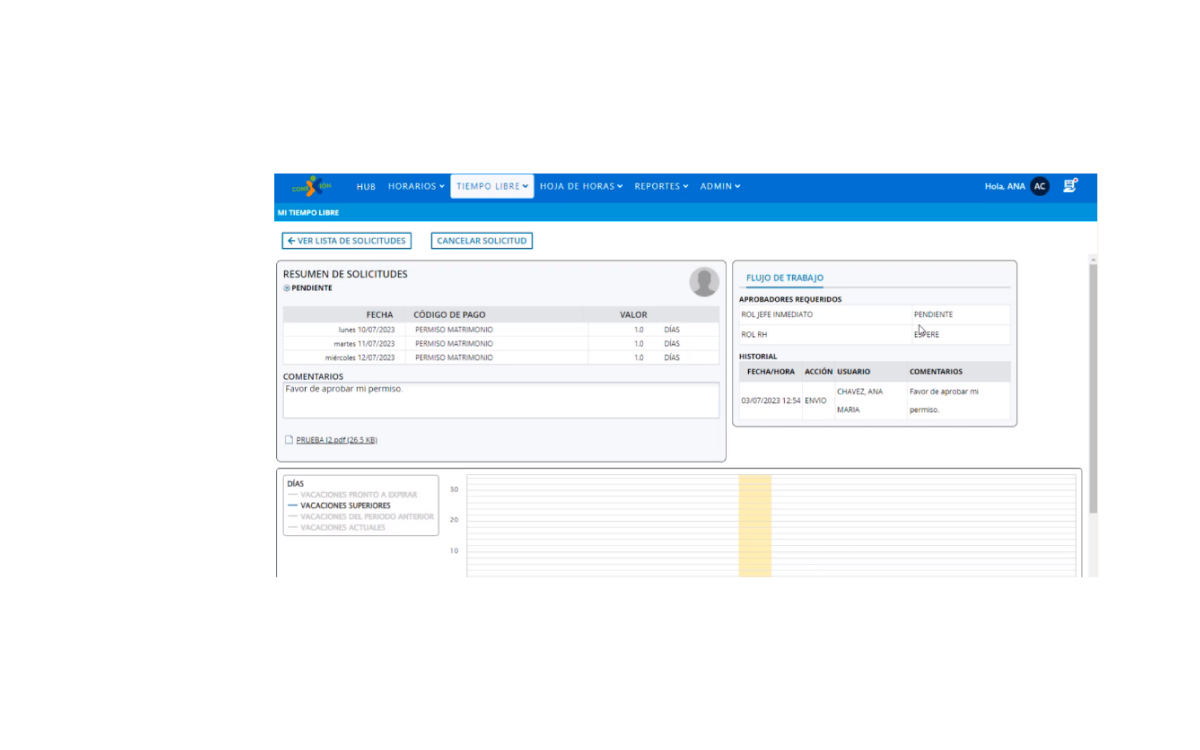 CONEXIÓN
HUB HORARIOS TIEMPO LIBRE HOJA DE HORAS REPORTES ADMIN Hola, ANA AC
MI TIEMPO LIBRE
VER LISTA DE SOLICITUDES CANCELAR SOLICITUD
RESUMEN DE SOLICITUDES
PENDIENTE
FECHA CÓDIGO DE PAGO VALOR
lunes 10/07/2023 PERMISO MATRIMONIO 1.0 DÍAS
martes 11/07/2023 PERMISO MATRIMONIO 1.0 DÍAS
miércoles 12/07/2023 PERMISO MATRIMONIO 1.0 DÍAS
COMENTARIOS
Favor de aprobar mi permiso.
PRUEBA I2.pdf (26.5 KB)
FLUJO DE TRABAJO
APROBADORES REQUERIDOS
ROL JEFE INMEDIATO PENDIENTE
ROL RH ESPERE
HISTORIAL
FECHA/HORA ACCIÓN USUARIO COMENTARIOS
03/07/2023 12:54 ENVIO CHAVEZ, ANA MARIA Favor de aprobar mi permiso.
DÍAS
VACACIONES PRONTO A EXPIRAR
VACACIONES SUPERIORES
VACACIONES DEL PERIODO ANTERIOR
VACACIONES ACTUALES
30
20
10